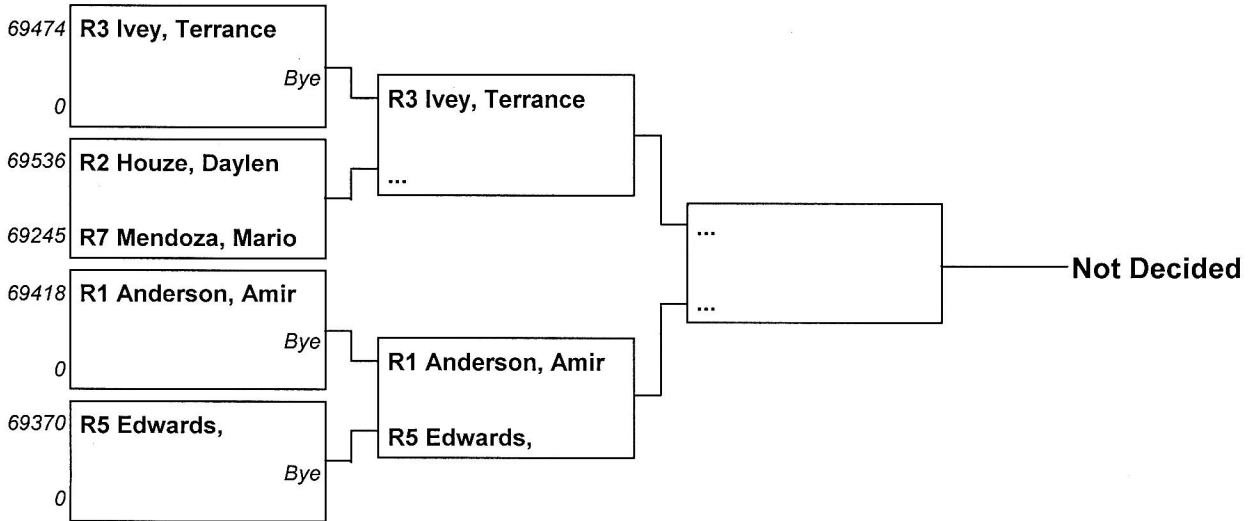 69474 R3 Ivey, Terrance
Bye
0
69536 R2 Houze, Daylen
69245 R7 Mendoza, Mario
69418 R1 Anderson, Amir
Bye
0
69370 R5 Edwards,
Bye
0
R3 Ivey, Terrance
...
R1 Anderson, Amir
R5 Edwards,
...
...
Not Decided